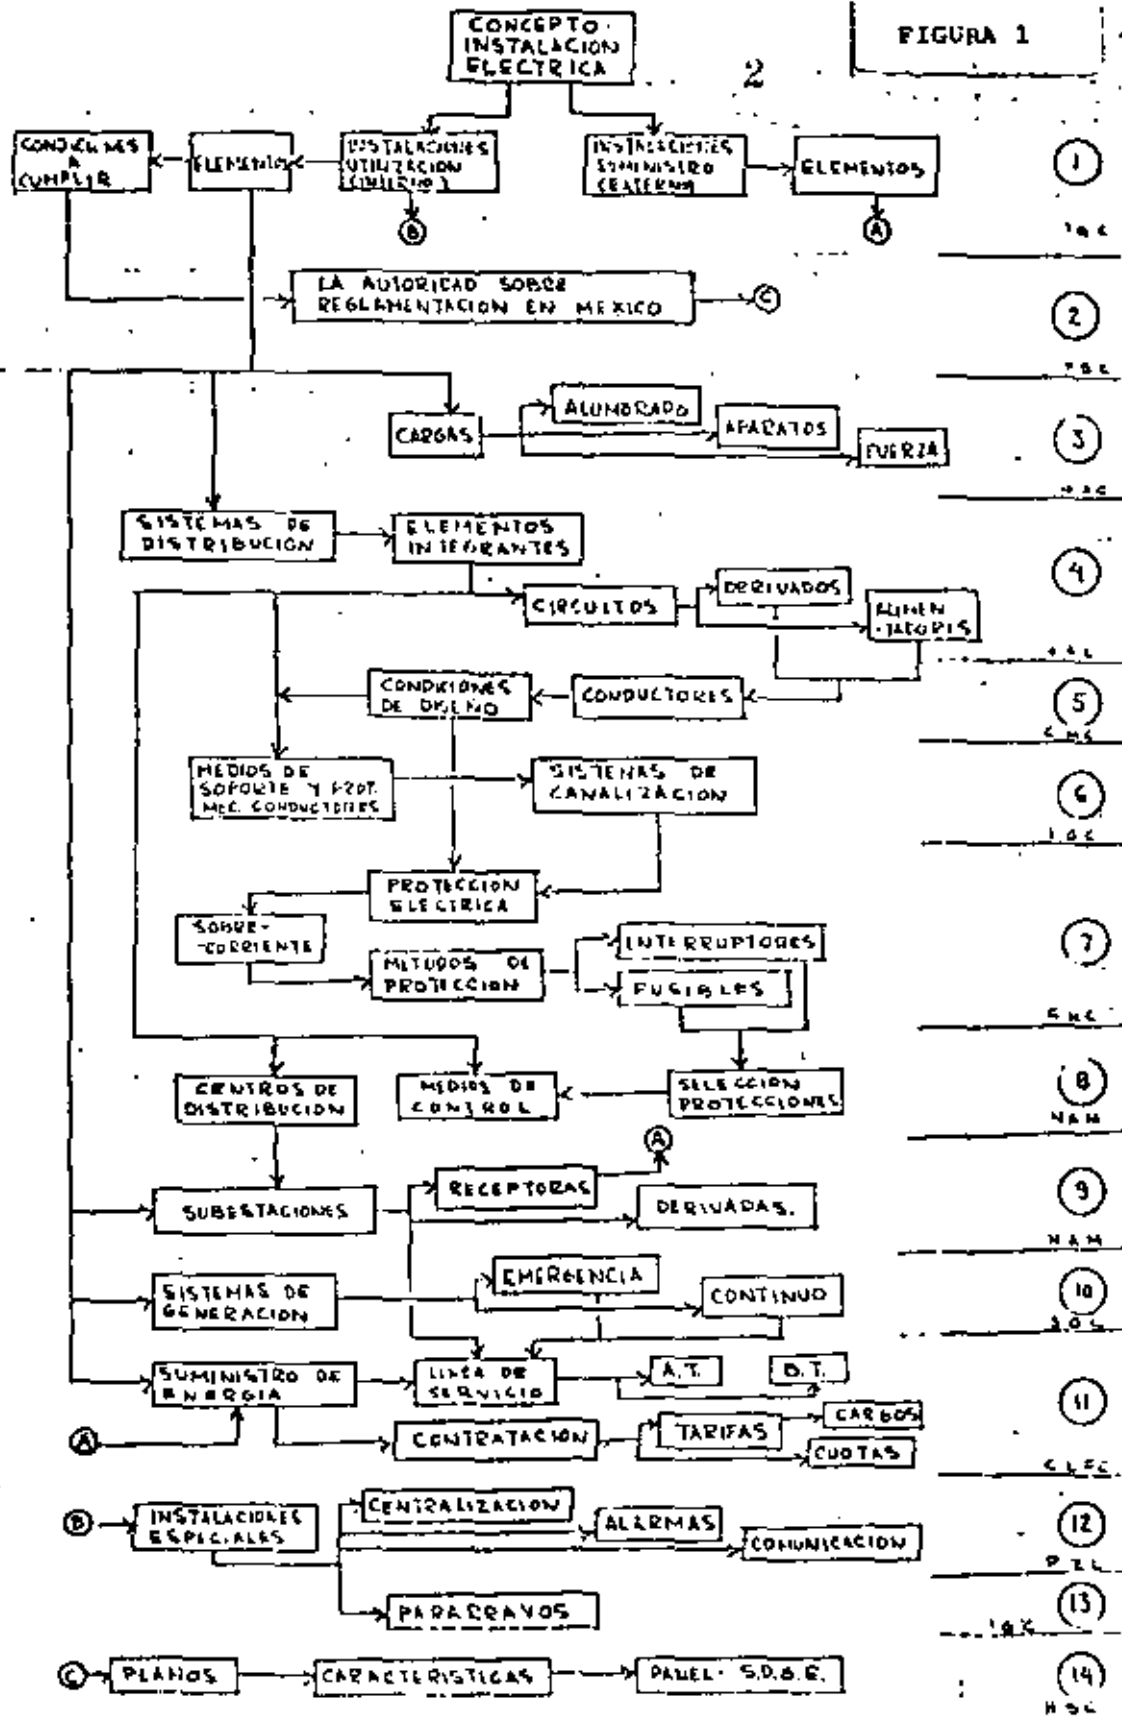 CONCEPTO
INSTALACION
ELECTRICA
FIGURA 1
2
CONDICIONES
A
CUMPLIR
ELEMENTOS
INSTALACIONES
UTILIZACION
INSTALACIONES
SUMINISTRO
ELEMENTOS
1
B
A
LA AUTORIDAD SOBRE
REGLAMENTACION EN MEXICO
C
2
CARGAS
ALUMBRADO
APARATOS
FUERZA
3
SISTEMAS DE
DISTRIBUCION
ELEMENTOS
INTEGRANTES
4
CIRCUITOS
DERIVADOS
ALIMEN
-TADORES
CONDICIONES
DE DISEÑO
CONDUCTORES
5
MEDIOS DE
SOPORTE Y PROT.
MEC. CONDUCTORES
SISTEMAS DE
CANALIZACION
6
PROTECCION
ELECTRICA
SOBRE-
-CORRIENTE
METODOS DE
PROTECCION
INTERRUPTORES
FUSIBLES
7
CENTROS DE
DISTRIBUCION
MEDIOS DE
CONTROL
SELECCION
PROTECCIONES
8
NAM
A
SUBESTACIONES
RECEPTORAS
DERIVADAS.
9
NAM
SISTEMAS DE
GENERACION
EMERGENCIA
CONTINUO
10
SUMINISTRO DE
ENERGIA
LINEA DE
SERVICIO
A.T.
B.T.
11
A
CONTRATACION
TARIFAS
CARGOS
CUOTAS
B
INSTALACIONES
ESPECIALES
CENTRALIZACION
ALARMAS
COMUNICACION
12
PARARRAYOS
13
C
PLANOS
CARACTERISTICAS
14